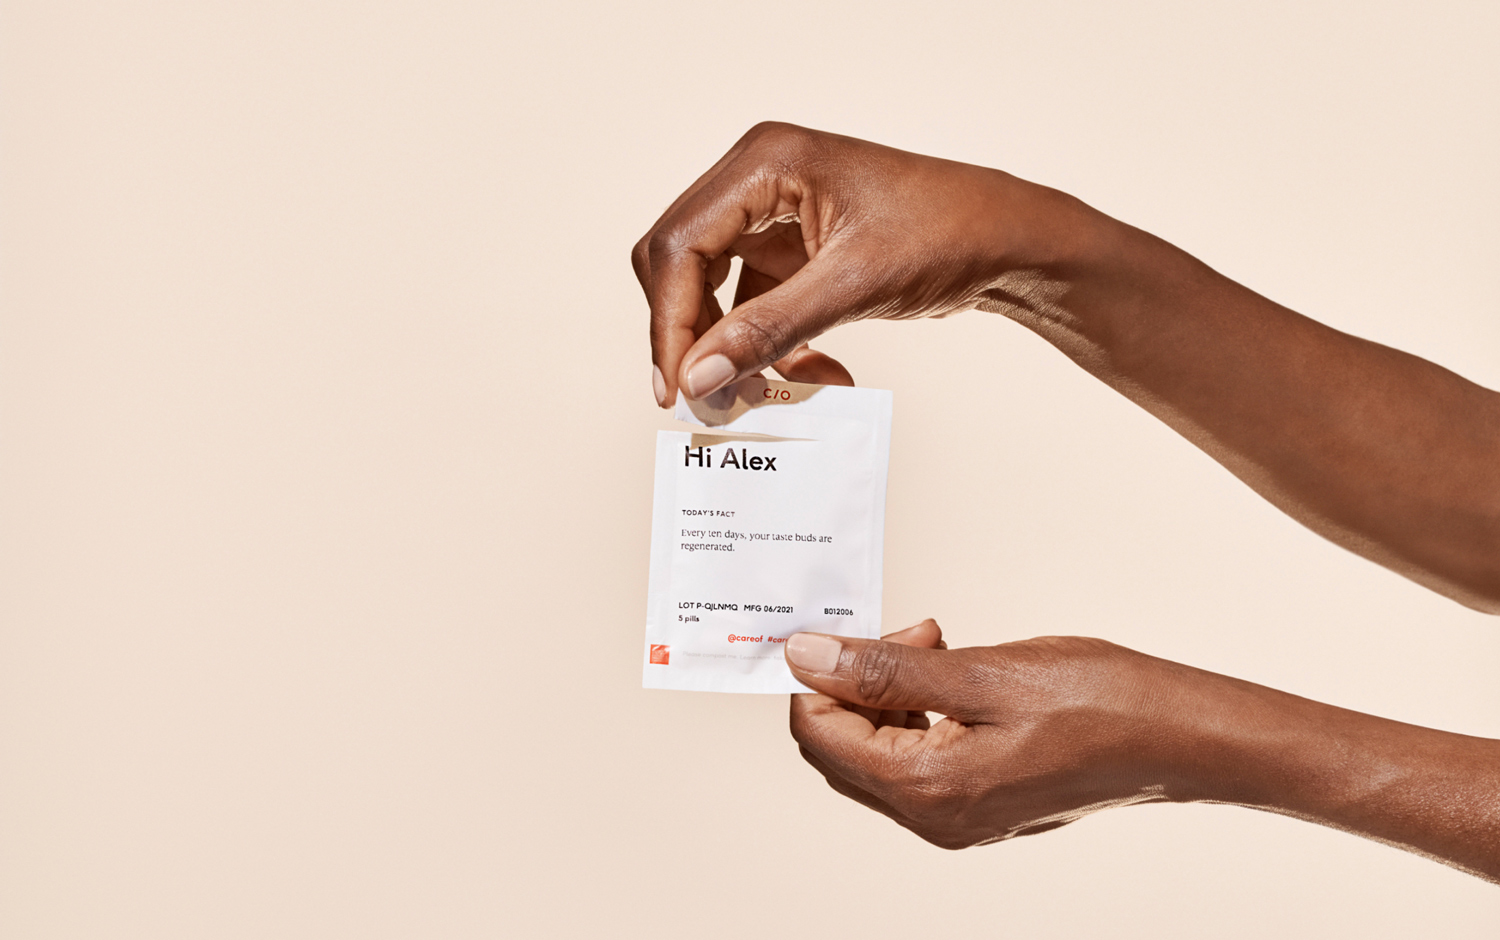 C/O
Hi Alex
TODAY'S FACT
Every ten days, your taste buds are
regenerated.
LOT P-QJLNMQ MFG 06/2021 B012006
5 pills
@careof